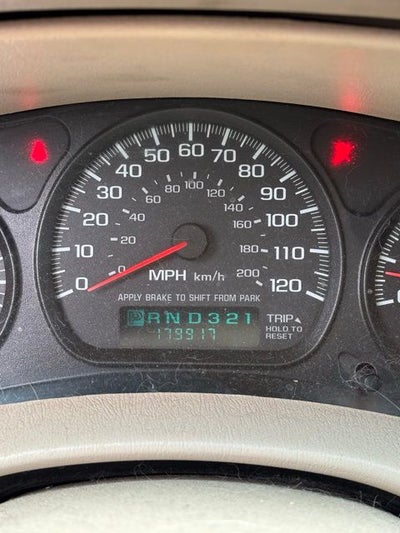 60
50 70
40 80
30 90
20 100
10 110
0 120
100
80 120
60 140
40 160
20 180
0 200
MPH km/h
APPLY BRAKE TO SHIFT FROM PARK
PRND321 TRIP
HOLD TO
RESET
179917